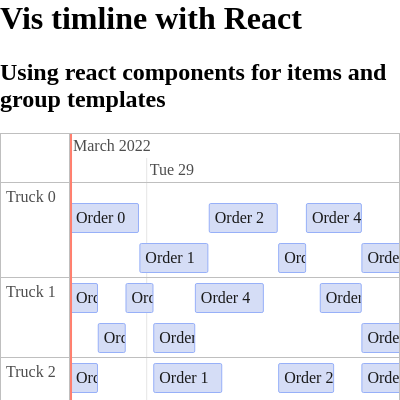 Vis timline with React
Using react components for items and
group templates
March 2022
Tue 29
Truck 0
Order 0
Order 2
Order 4
Order 1
Orc
Orde
Truck 1
Orc
Orc
Order 4
Order
Orc
Order
Orde
Truck 2
Orc
Order 1
Order 2
Orde